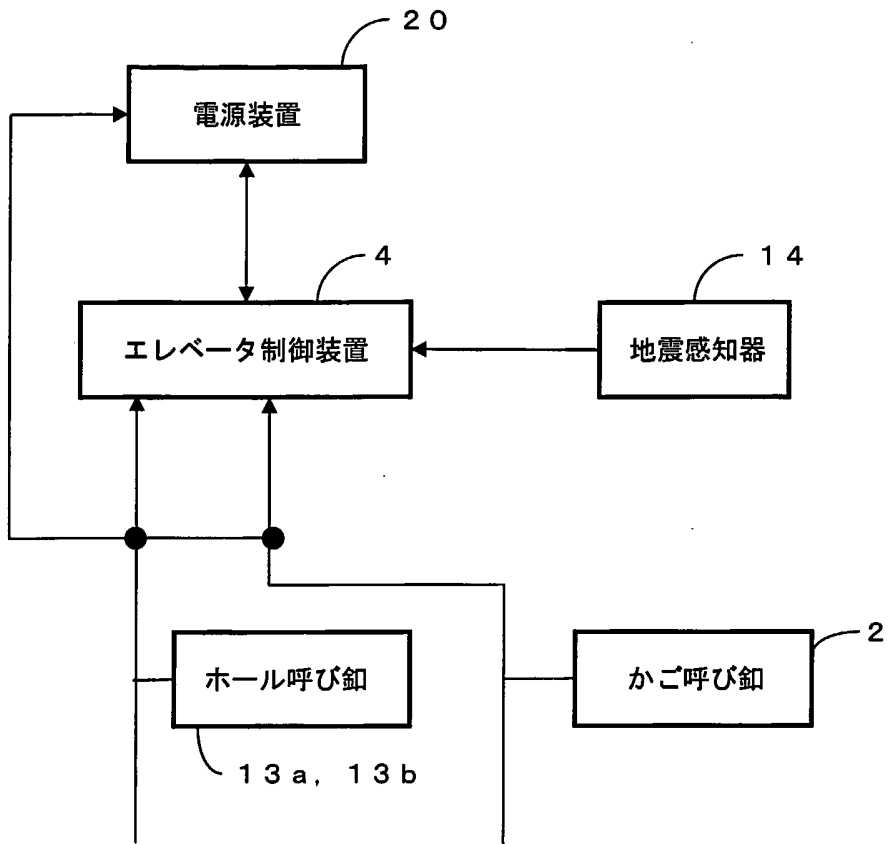 ２０
電源装置
４
１４
エレベータ制御装置
地震感知器
２
ホール呼び釦
かご呼び釦
１３ａ，１３ｂ